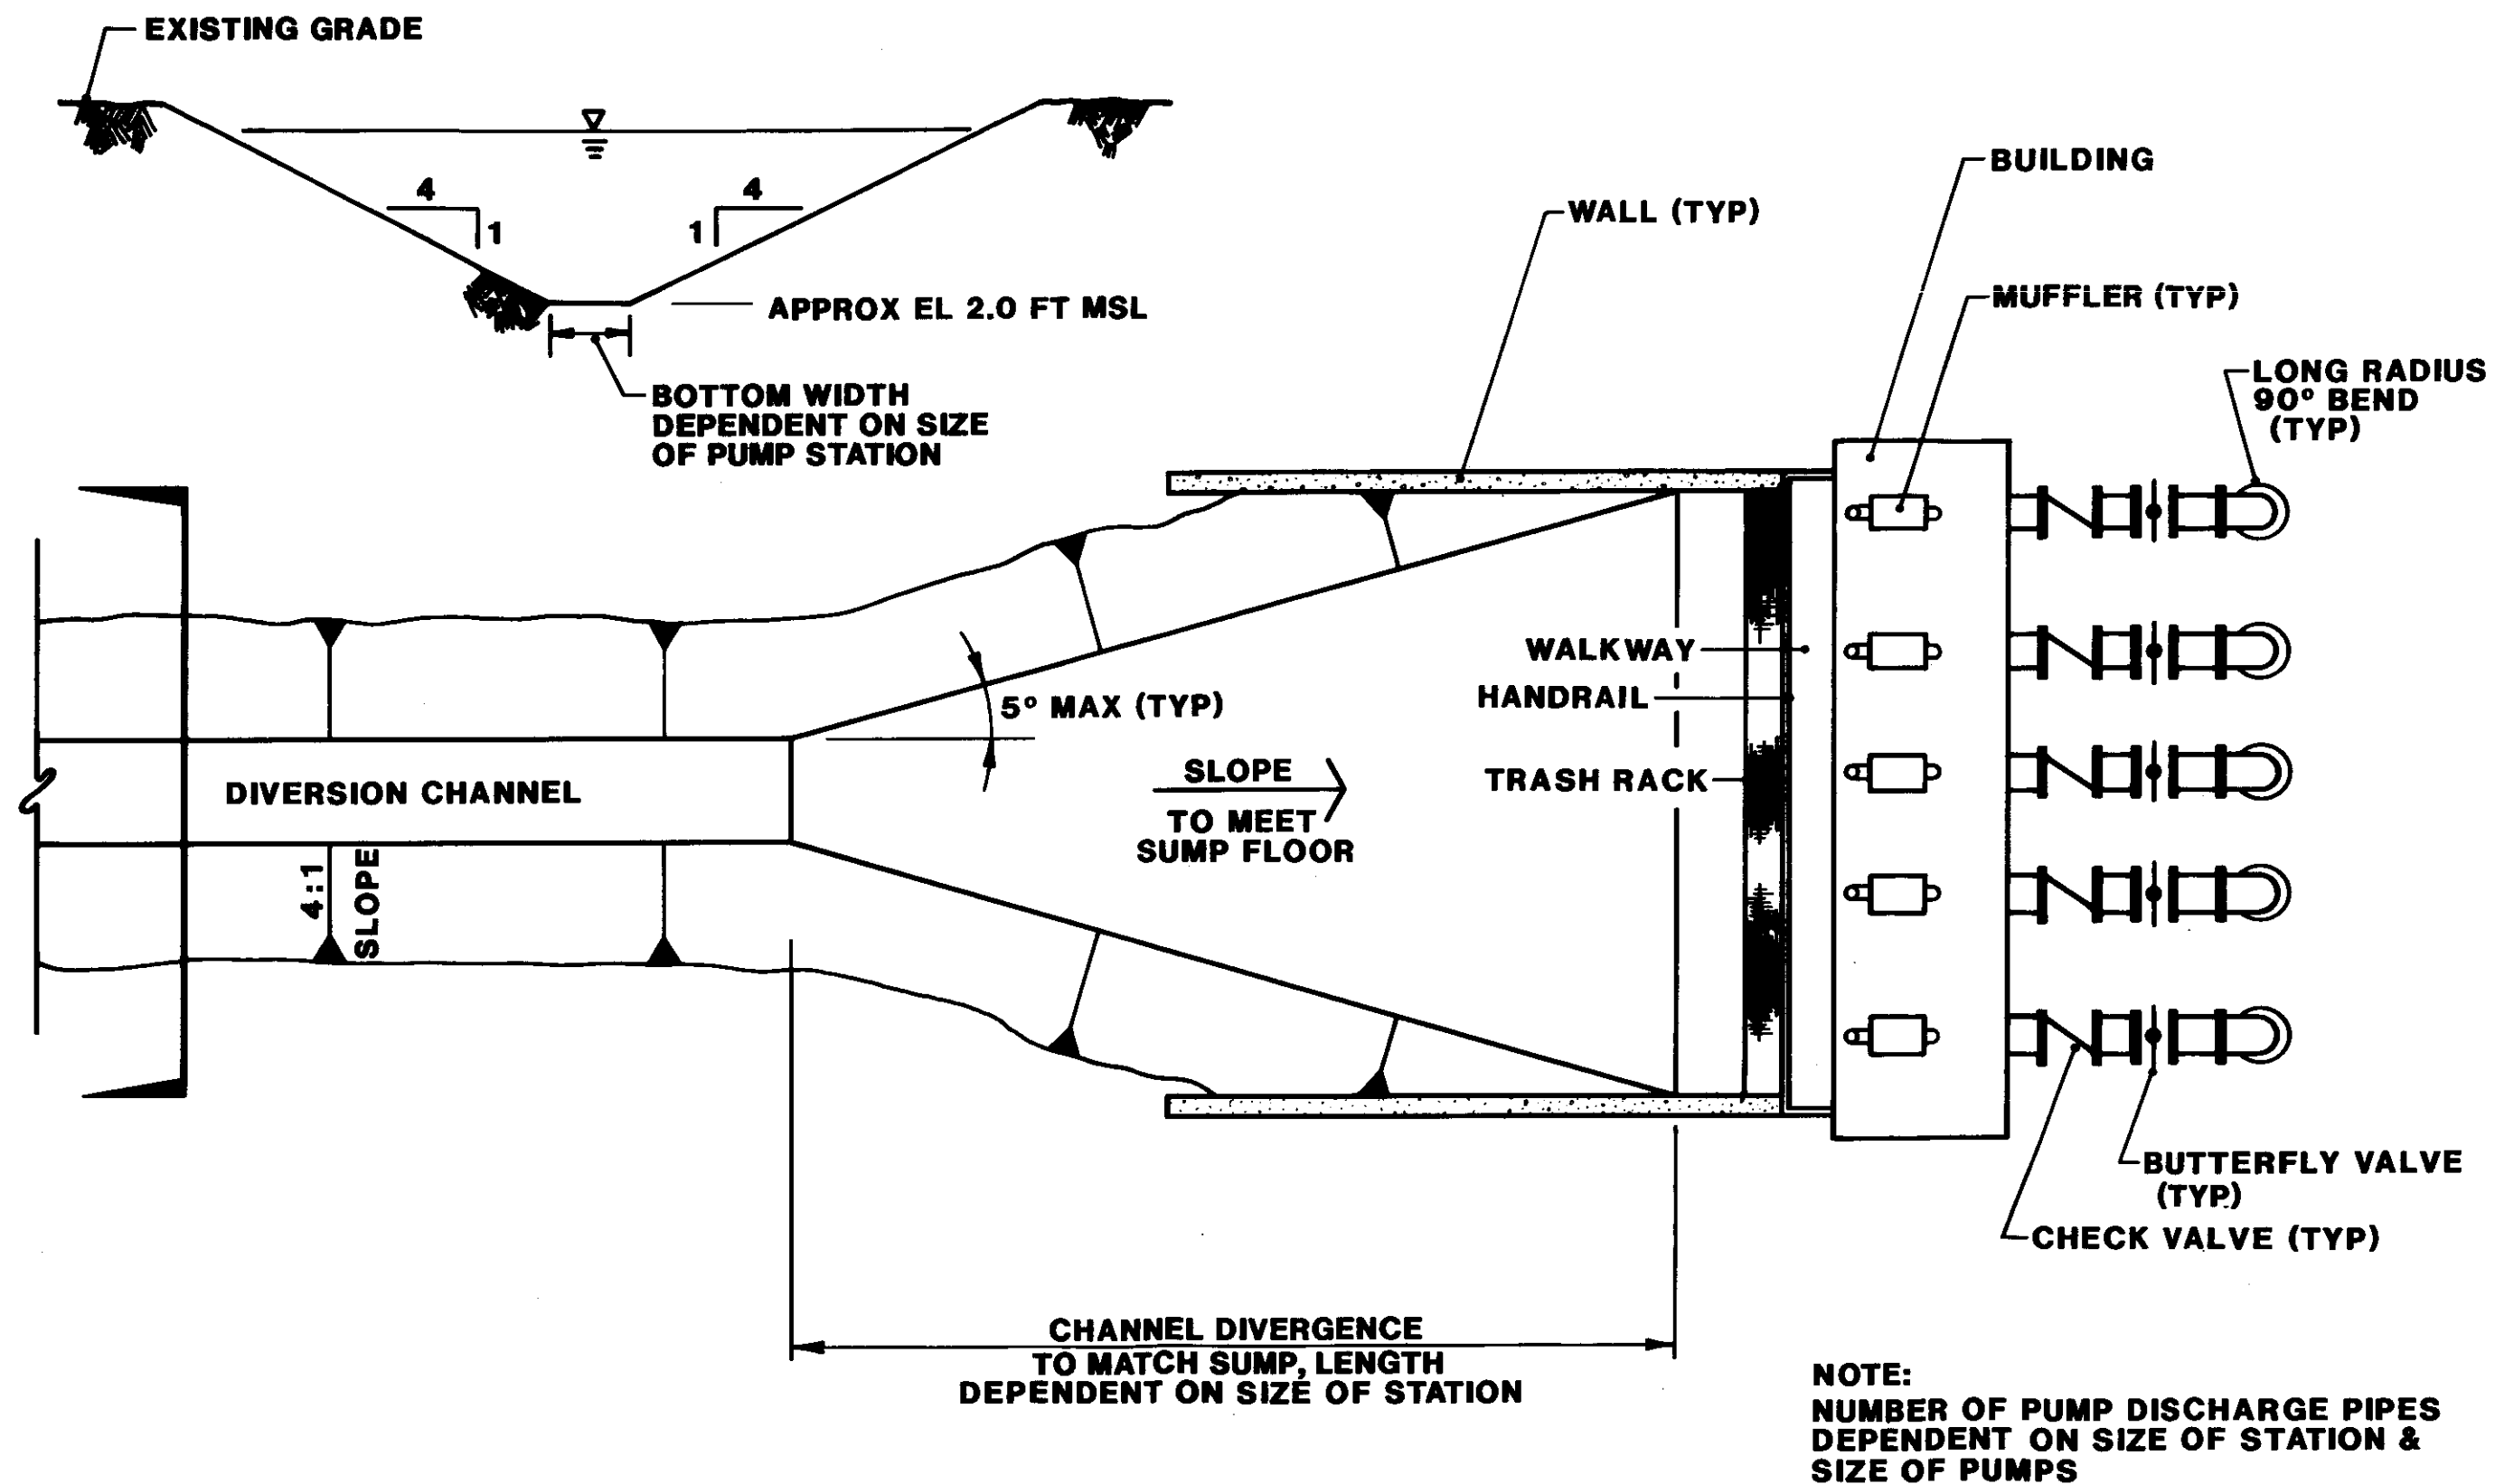 EXISTING GRADE
4
1
4
1
APPROX EL 2.0 FT MSL
BOTTOM WIDTH
DEPENDENT ON SIZE
OF PUMP STATION
BUILDING
WALL (TYP)
MUFFLER (TYP)
LONG RADIUS
90° BEND
(TYP)
WALKWAY
HANDRAIL
5° MAX (TYP)
TRASH RACK
SLOPE
TO MEET
SUMP FLOOR
DIVERSION CHANNEL
4:1
SLOPE
BUTTERFLY VALVE
(TYP)
CHECK VALVE (TYP)
CHANNEL DIVERGENCE
TO MATCH SUMP, LENGTH
DEPENDENT ON SIZE OF STATION
NOTE:
NUMBER OF PUMP DISCHARGE PIPES
DEPENDENT ON SIZE OF STATION &
SIZE OF PUMPS